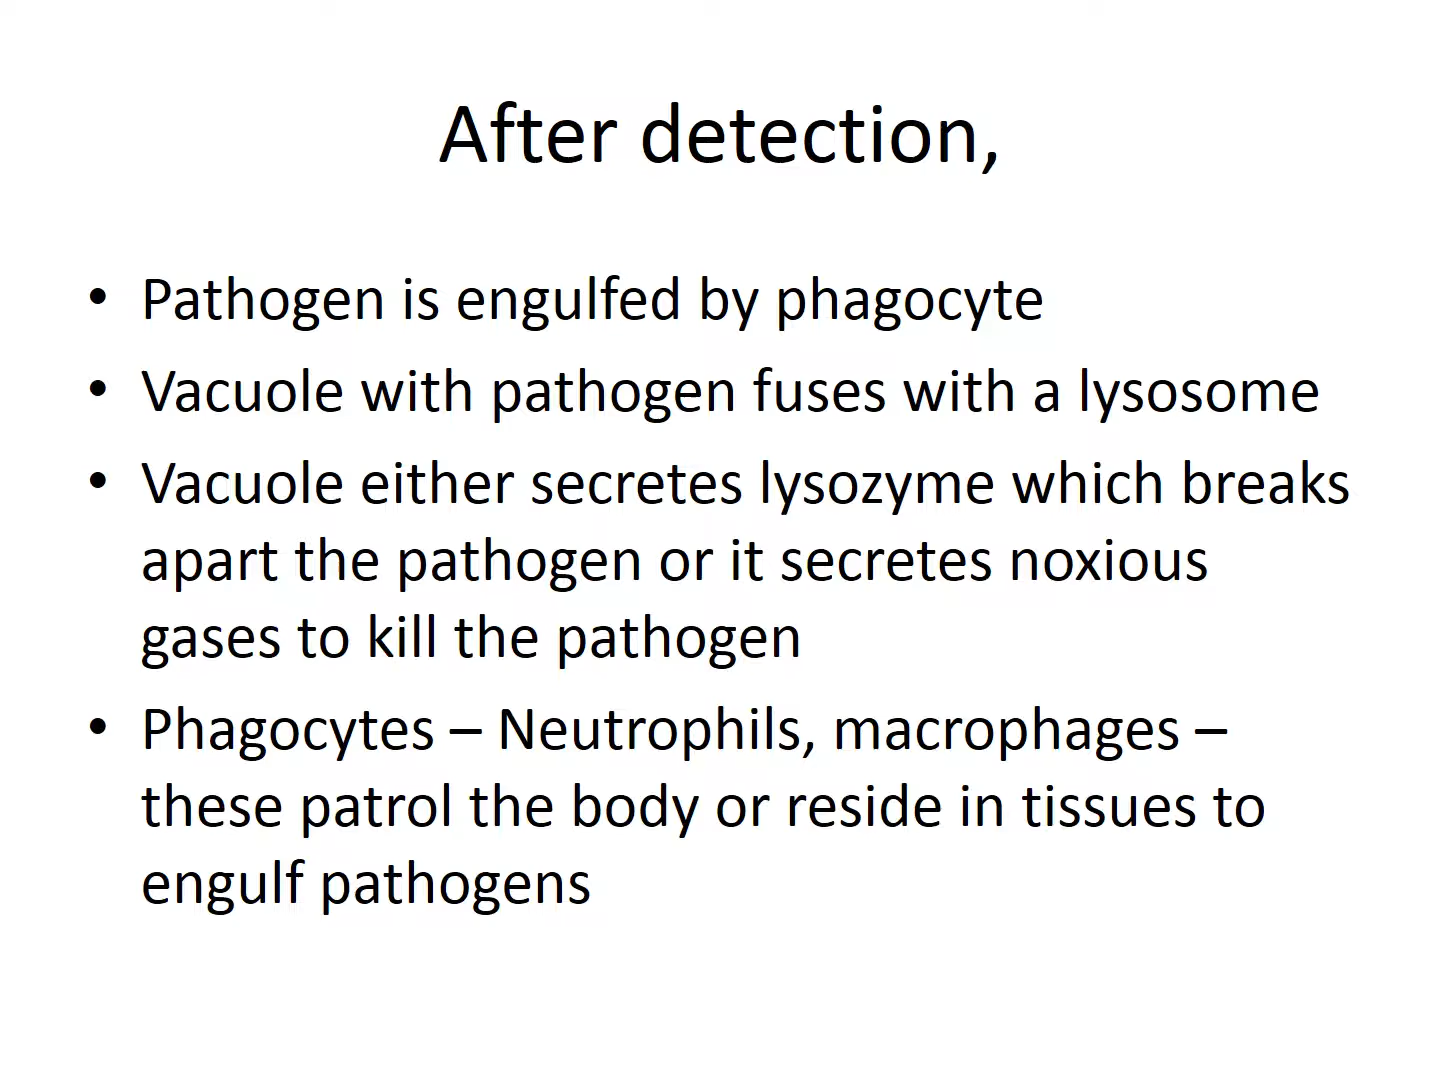 After detection,
• Pathogen is engulfed by phagocyte
• Vacuole with pathogen fuses with a lysosome
• Vacuole either secretes lysozyme which breaks
apart the pathogen or it secretes noxious
gases to kill the pathogen
• Phagocytes – Neutrophils, macrophages –
these patrol the body or reside in tissues to
engulf pathogens